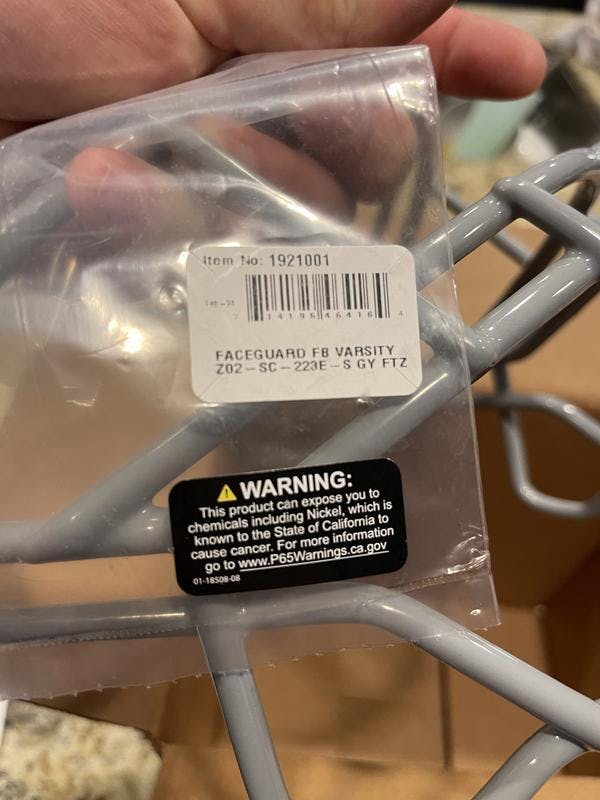 Item No: 1921001
FACEGUARD FB VARSITY
Z02-SC-223E-S GY FTZ
WARNING:
This product can expose you to
chemicals including Nickel, which is
known to the State of California to
cause cancer. For more information
go to www.P65Warnings.ca.gov
01-18508-08